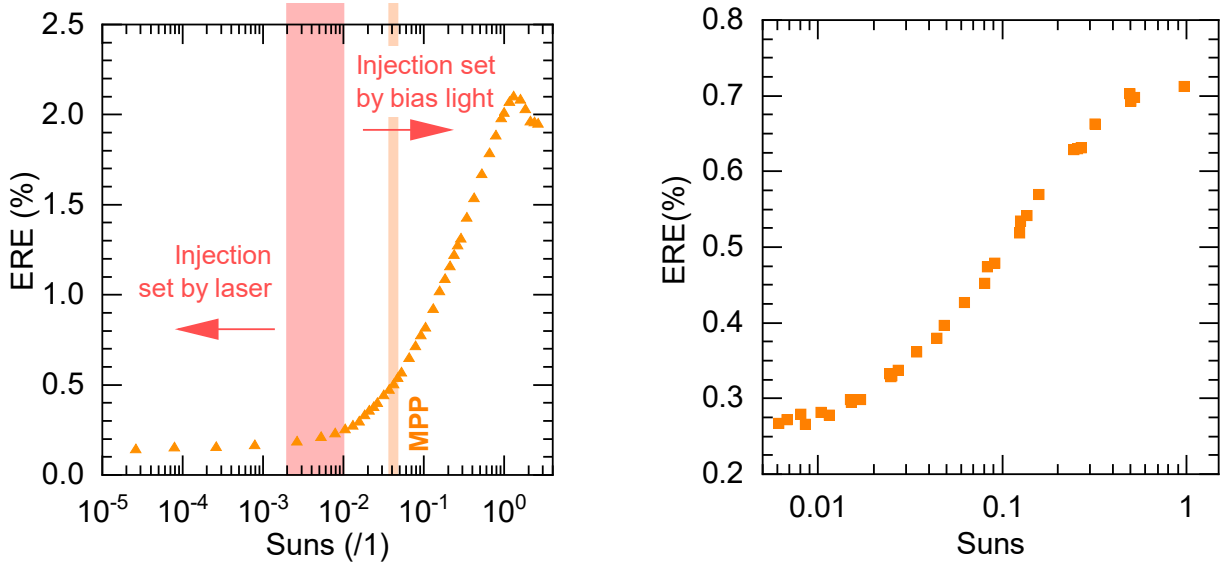 2.5
2.0
1.5
1.0
0.5
0.0
ERE (%)
Injection set
by bias light
Injection
set by laser
MPP
10-5
10-4
10-3
10-2
10-1
100
Suns (/1)
0.8
0.7
0.6
0.5
0.4
0.3
0.2
ERE(%)
0.01
0.1
1
Suns